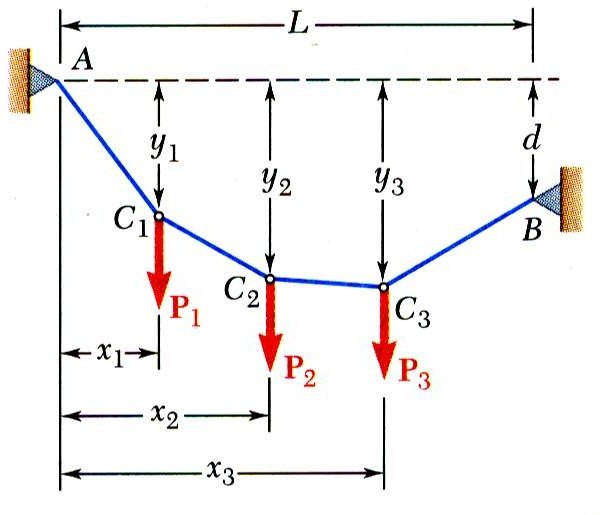 L
A
d
y₁
y₂
y₃
C₁
B
C₂
C₃
P₁
x₁
P₂
P₃
x₂
x₃